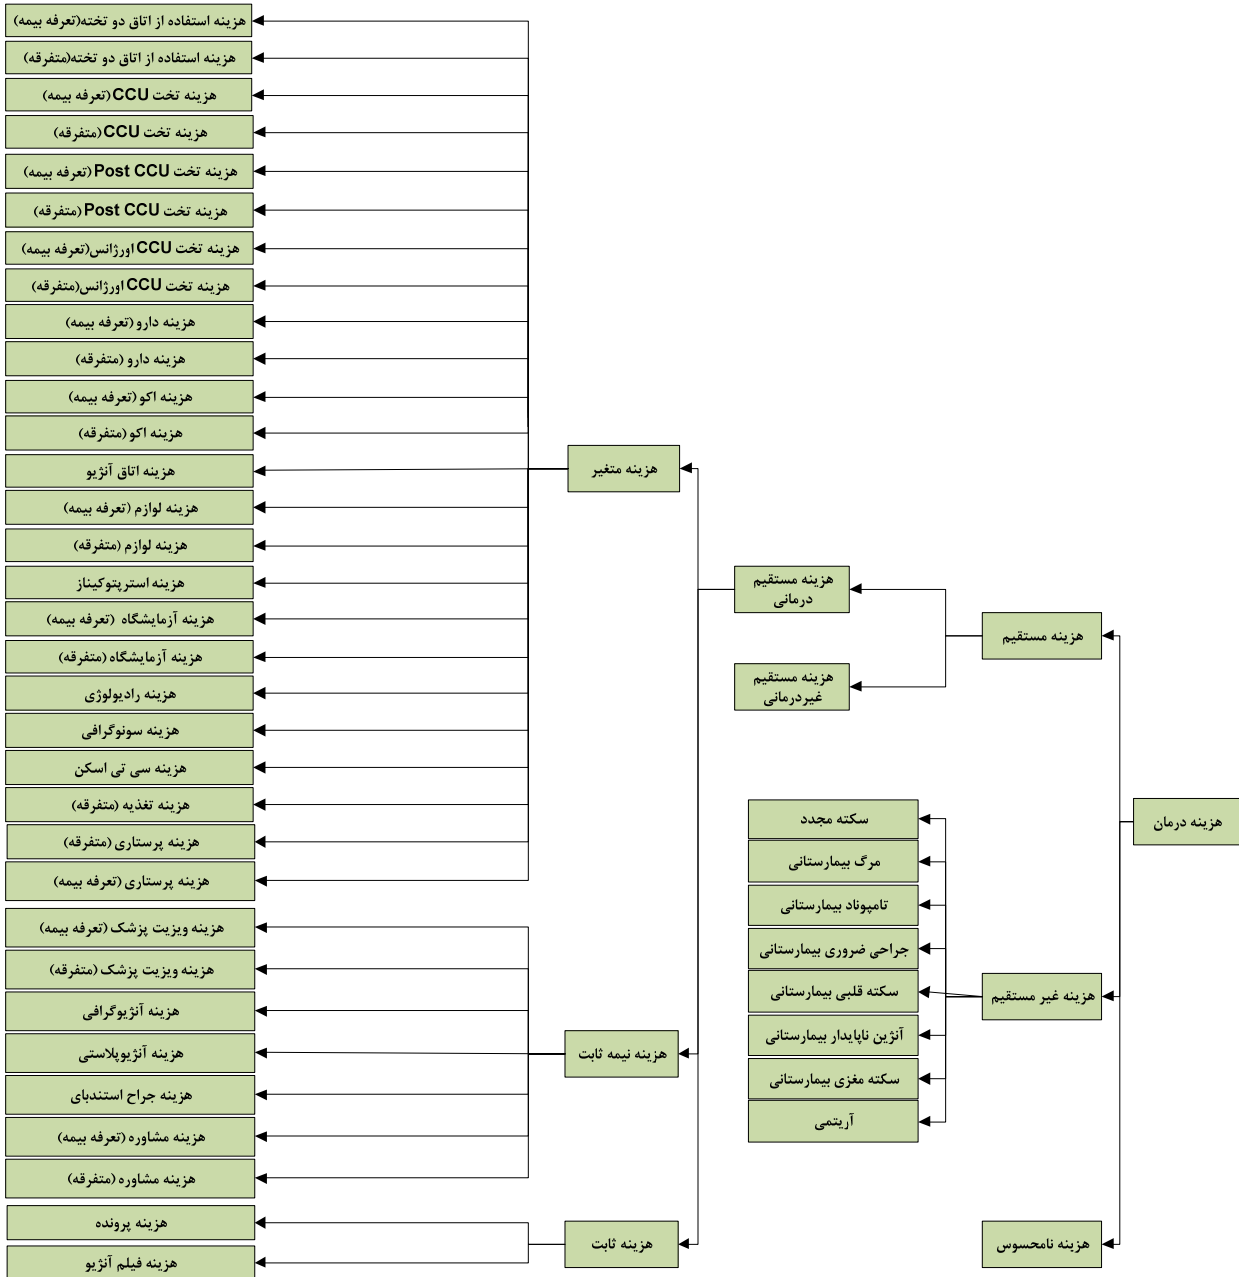 هزینه درمان
هزینه مستقیم
هزینه غیر مستقیم
هزینه نامحسوس
هزینه مستقیم
درمانی
هزینه مستقیم
غیردرمانی
سکته مجدد
مرگ بیمارستانی
تامپوناد بیمارستانی
جراحی ضروری بیمارستانی
سکته قلبی بیمارستانی
آنژین ناپایدار بیمارستانی
سکته مغزی بیمارستانی
آریتمی
هزینه متغیر
هزینه نیمه ثابت
هزینه ثابت
هزینه استفاده از اتاق دو تخته(تعرفه بیمه)
هزینه استفاده از اتاق دو تخته(متفرقه)
هزینه تخت CCU(تعرفه بیمه)
هزینه تخت CCU(متفرقه)
هزینه تخت Post CCU(تعرفه بیمه)
هزینه تخت Post CCU(متفرقه)
هزینه تخت CCU اورژانس(تعرفه بیمه)
هزینه تخت CCU اورژانس(متفرقه)
هزینه دارو (تعرفه بیمه)
هزینه دارو (متفرقه)
هزینه اکو (تعرفه بیمه)
هزینه اکو (متفرقه)
هزینه اتاق آنژیو
هزینه لوازم (تعرفه بیمه)
هزینه لوازم (متفرقه)
هزینه استرپتوکیناز
هزینه آزمایشگاه (تعرفه بیمه)
هزینه آزمایشگاه (متفرقه)
هزینه رادیولوژی
هزینه سونوگرافی
هزینه سی تی اسکن
هزینه تغذیه (متفرقه)
هزینه پرستاری (متفرقه)
هزینه پرستاری (تعرفه بیمه)
هزینه ویزیت پزشک (تعرفه بیمه)
هزینه ویزیت پزشک (متفرقه)
هزینه آنژیوگرافی
هزینه آنژیوپلاستی
هزینه جراح استندبای
هزینه مشاوره (تعرفه بیمه)
هزینه مشاوره (متفرقه)
هزینه پرونده
هزینه فیلم آنژیو